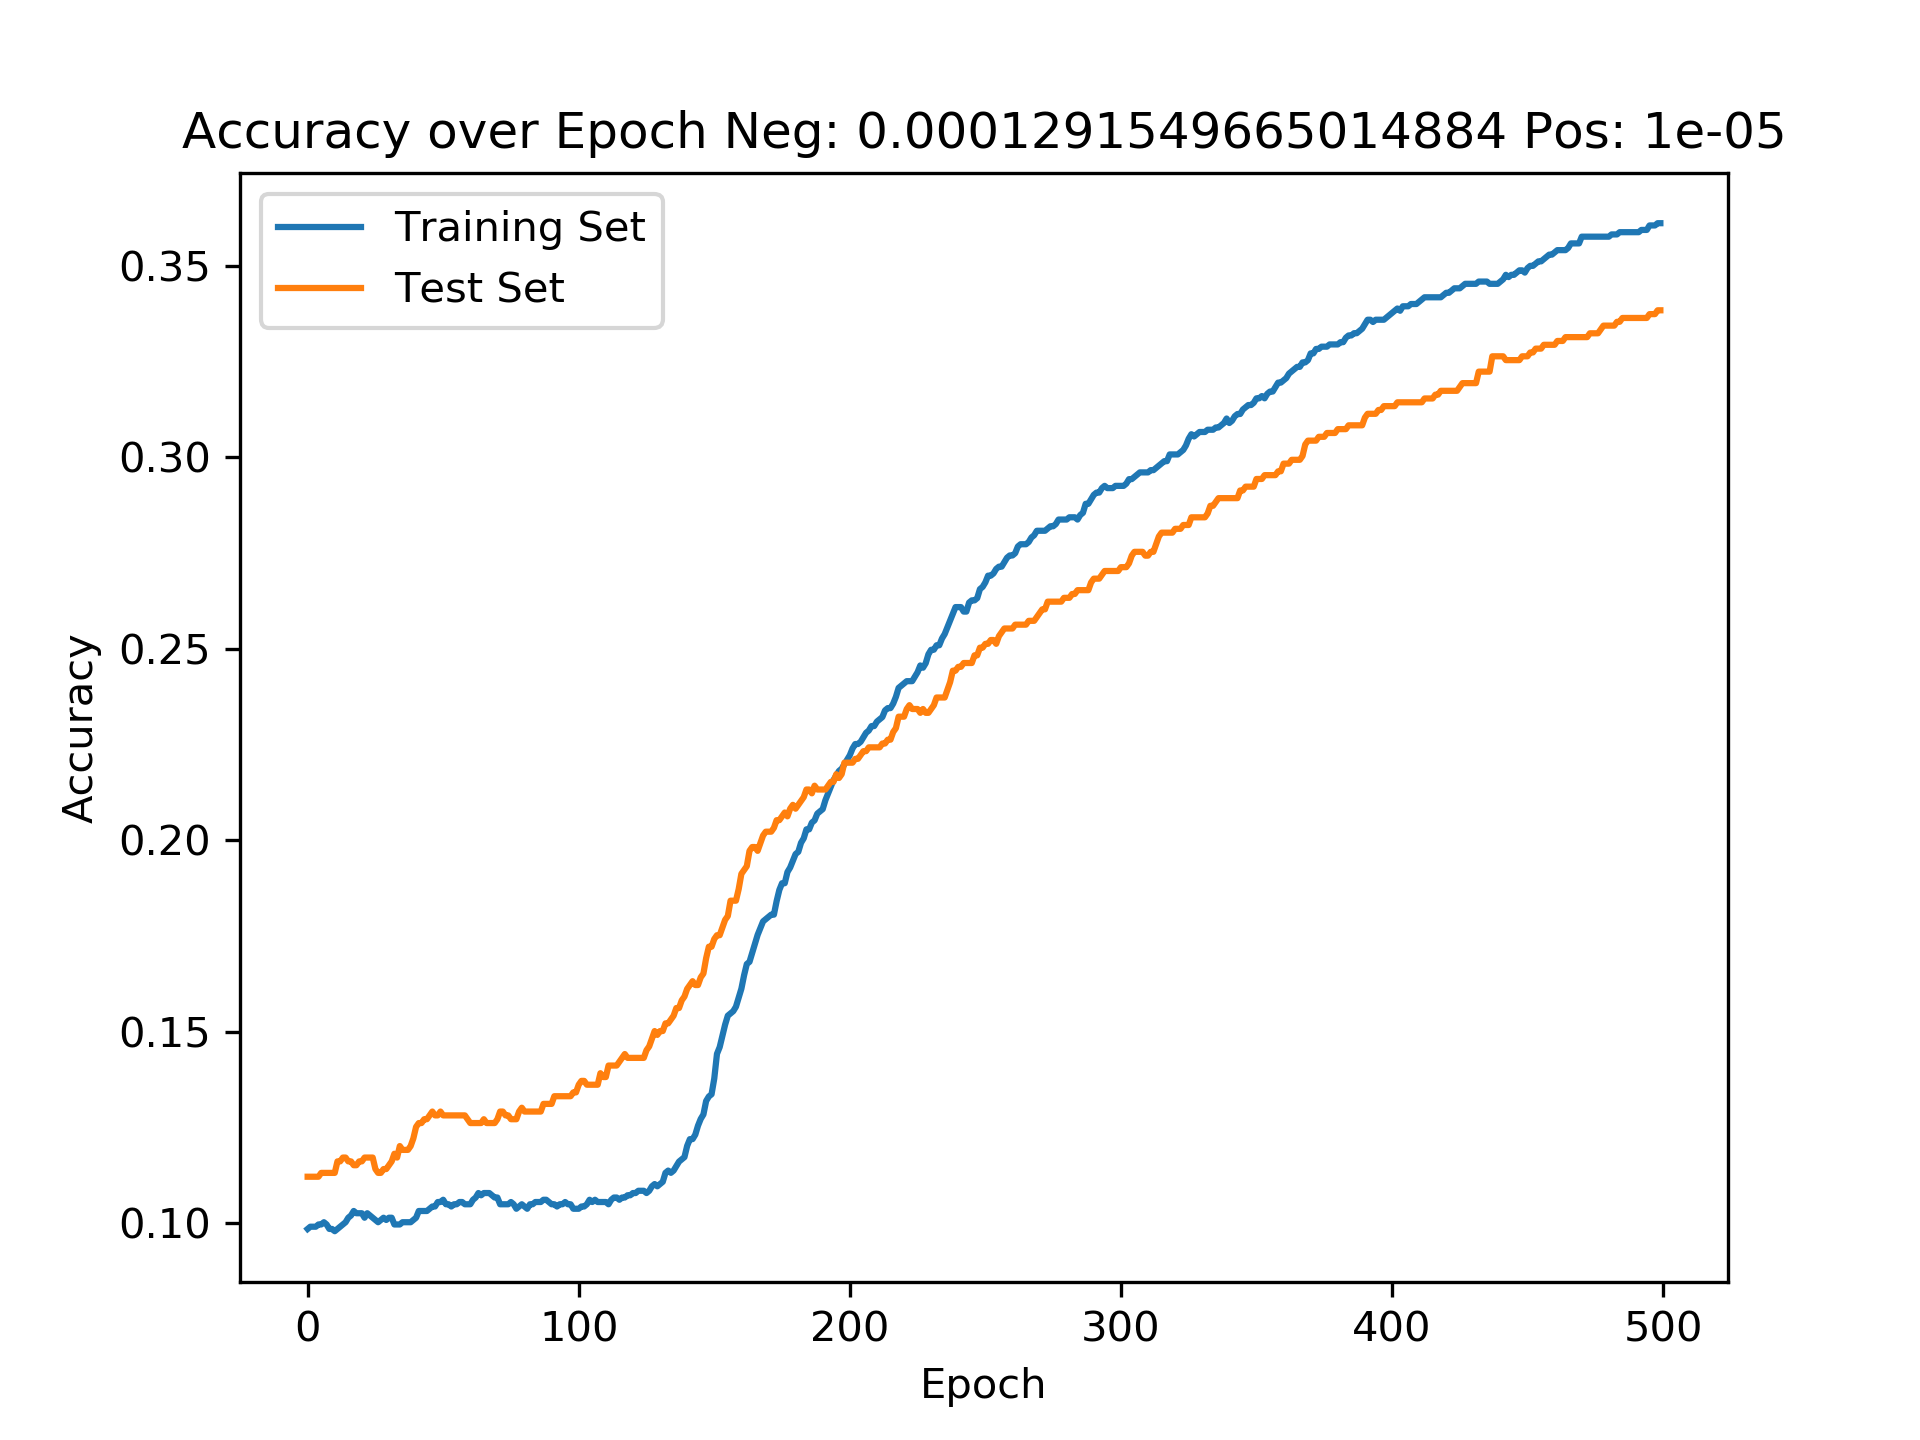 Accuracy over Epoch Neg: 0.0001291549665014884 Pos: 1e-05
Training Set
Test Set
0.35
0.30
0.25
0.20
0.15
0.10
Accuracy
0 100 200 300 400 500
Epoch